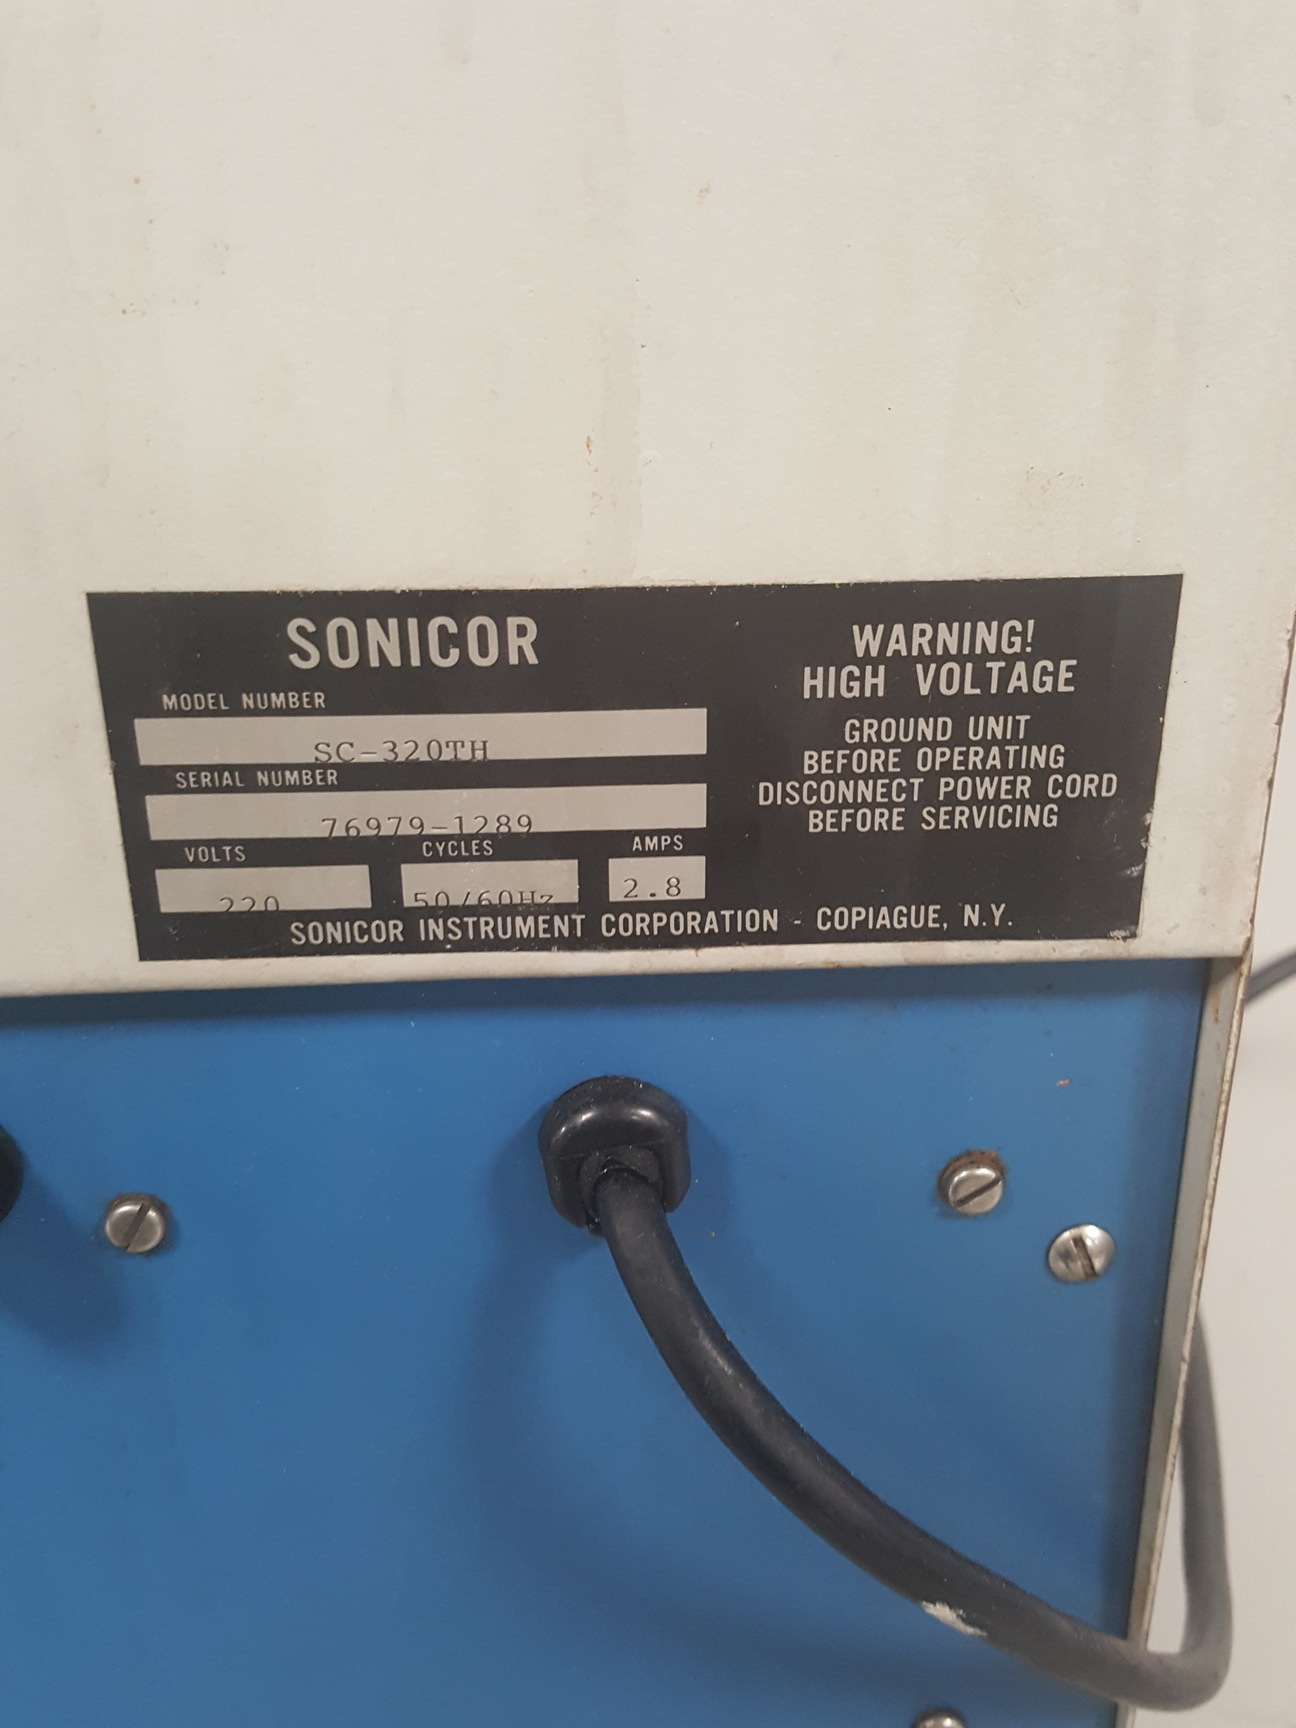 SONICOR
MODEL NUMBER
SC-320TH
SERIAL NUMBER
76979-1289
VOLTS CYCLES AMPS
220 50/60Hz 2.8
WARNING!
HIGH VOLTAGE
GROUND UNIT
BEFORE OPERATING
DISCONNECT POWER CORD
BEFORE SERVICING
SONICOR INSTRUMENT CORPORATION - COPIAGUE, N.Y.